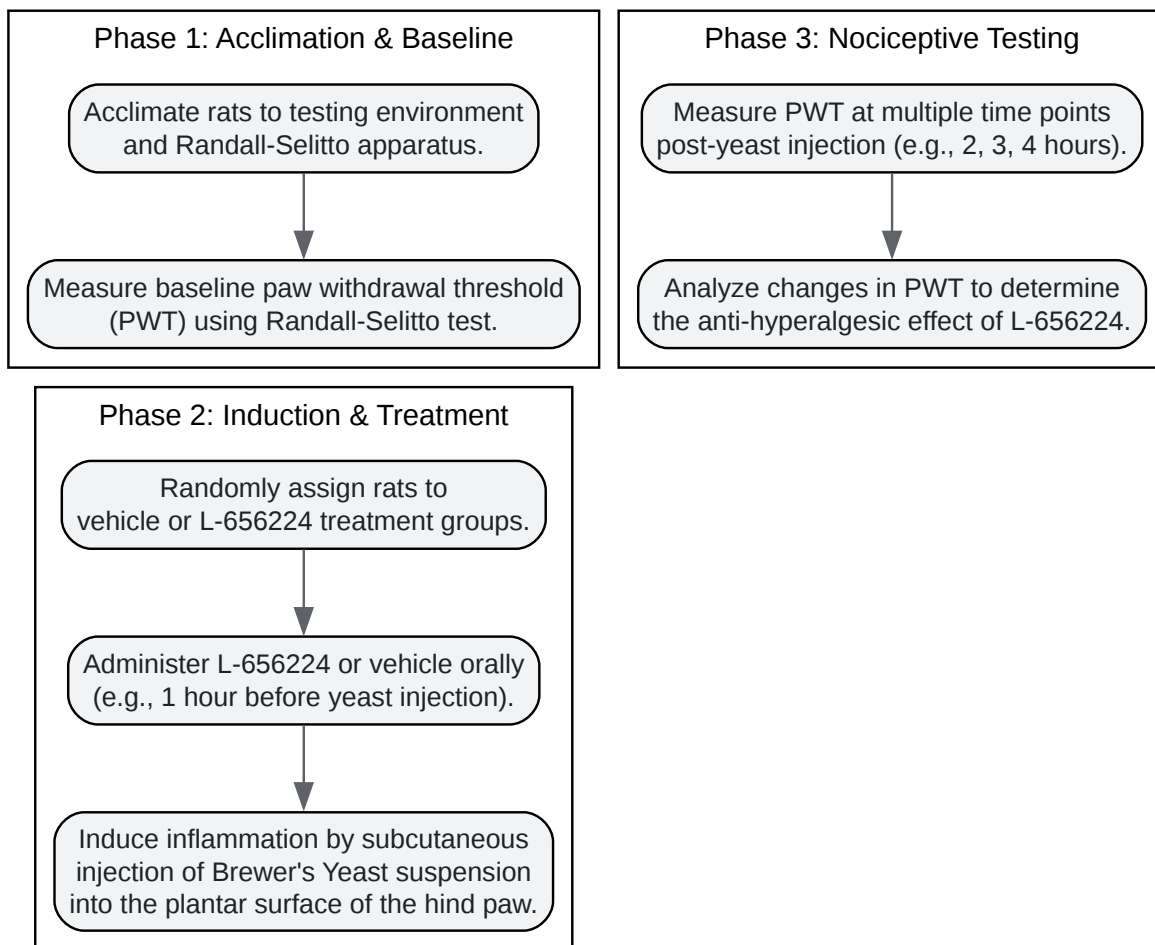 Phase 1: Acclimation & Baseline
Acclimate rats to testing environment
and Randall-Selitto apparatus.
Measure baseline paw withdrawal threshold
(PWT) using Randall-Selitto test.
Phase 2: Induction & Treatment
Randomly assign rats to
vehicle or L-656224 treatment groups.
Administer L-656224 or vehicle orally
(e.g., 1 hour before yeast injection).
Induce inflammation by subcutaneous
injection of Brewer's Yeast suspension
into the plantar surface of the hind paw.
Phase 3: Nociceptive Testing
Measure PWT at multiple time points
post-yeast injection (e.g., 2, 3, 4 hours).
Analyze changes in PWT to determine
the anti-hyperalgesic effect of L-656224.